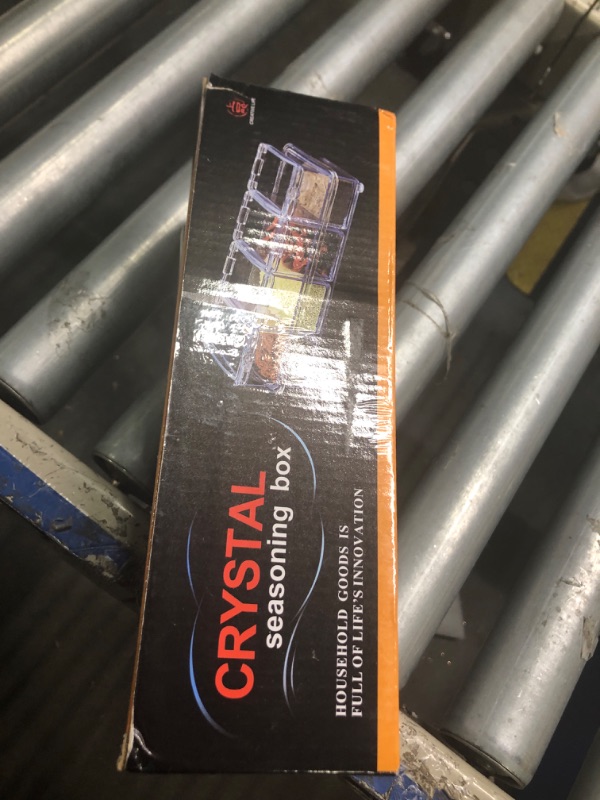 CRYSTAL
seasoning box
HOUSEHOLD GOODS IS
FULL OF LIFE'S INNOVATION